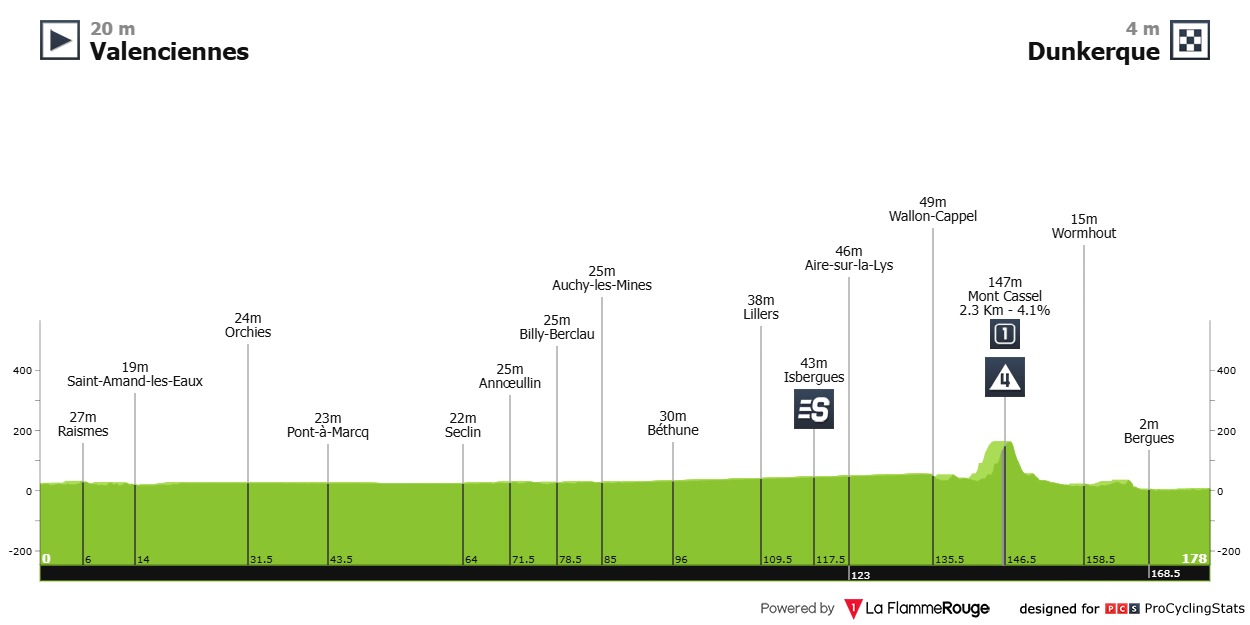 20 m
Valenciennes
4 m
Dunkerque
49m
Wallon-Cappel
15m
Wormhout
46m
Aire-sur-la-Lys
25m
Auchy-les-Mines
147m
Mont Cassel
2.3 Km - 4.1%
1
4
38m
Lillers
24m
Orchies
25m
Billy-Berclau
43m
Isbergues
S
19m
Saint-Amand-les-Eaux
25m
Annœullin
27m
Raismes
23m
Pont-à-Marcq
22m
Seclin
30m
Béthune
2m
Bergues
400
200
0
-200
400
200
0
-200
0 6 14 31.5 43.5 64 71.5 78.5 85 96 109.5 117.5 135.5 146.5 158.5 178
123 168.5
Powered by La FlammeRouge designed for PCS ProCyclingStats